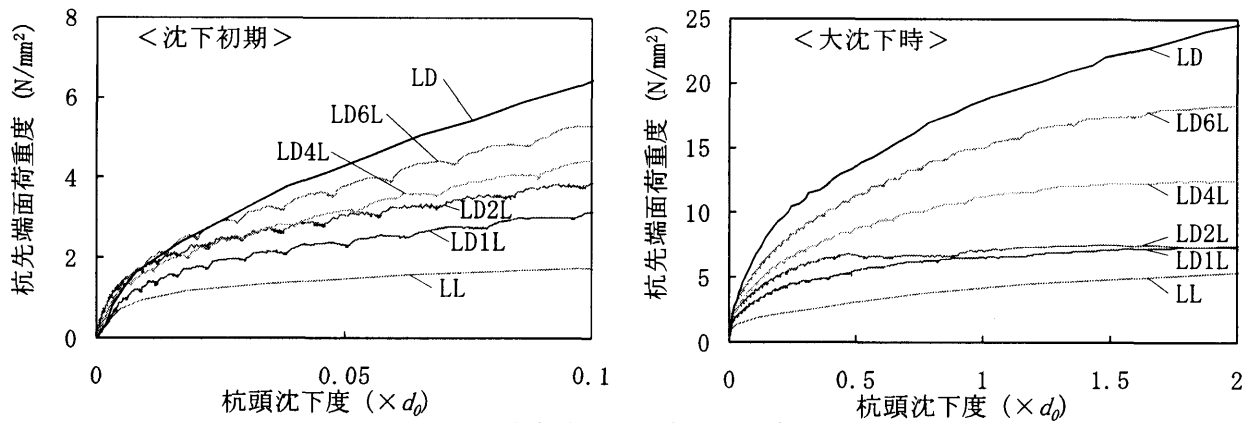 ＜沈下初期＞
杭先端面荷重度 (N/mm²)
8
6
4
2
0
0
0.05
0.1
杭頭沈下度 (×d₀)
LD
LD6L
LD4L
LD2L
LD1L
LL
＜大沈下時＞
杭先端面荷重度 (N/mm²)
25
20
15
10
5
0
0
0.5
1
1.5
2
杭頭沈下度 (×d₀)
LD
LD6L
LD4L
LD2L
LD1L
LL